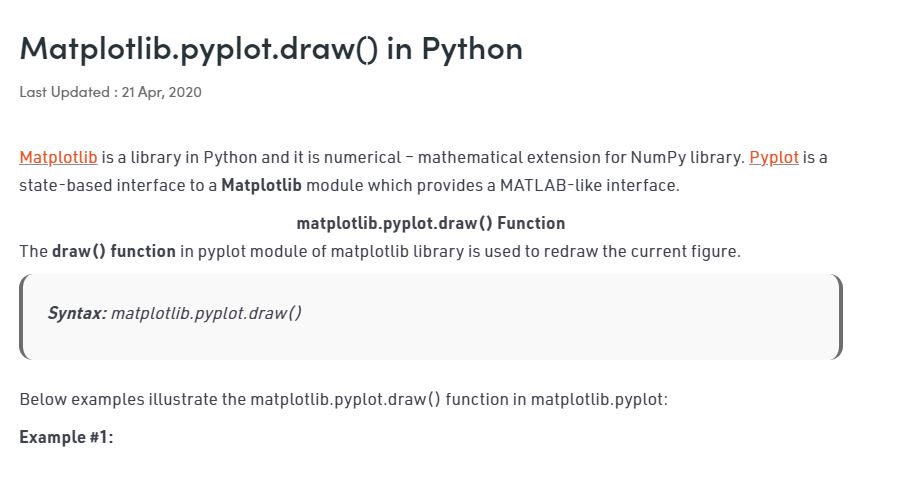 Matplotlib.pyplot.draw() in Python
Last Updated : 21 Apr, 2020
Matplotlib is a library in Python and it is numerical – mathematical extension for NumPy library. Pyplot is a
state-based interface to a Matplotlib module which provides a MATLAB-like interface.
matplotlib.pyplot.draw() Function
The draw() function in pyplot module of matplotlib library is used to redraw the current figure.
Syntax: matplotlib.pyplot.draw()
Below examples illustrate the matplotlib.pyplot.draw() function in matplotlib.pyplot:
Example #1: